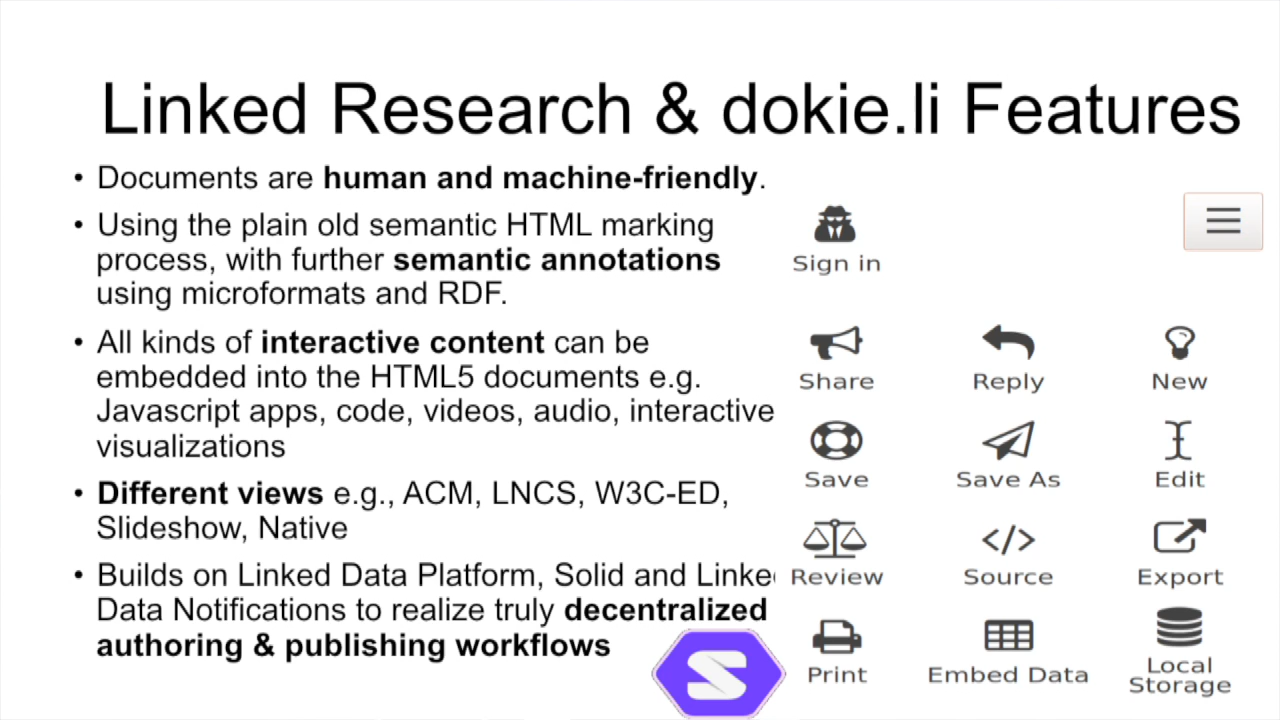 Linked Research & dokie.li Features
• Documents are human and machine-friendly.
• Using the plain old semantic HTML marking
process, with further semantic annotations
using microformats and RDF.
• All kinds of interactive content can be
embedded into the HTML5 documents e.g.
Javascript apps, code, videos, audio, interactive
visualizations
• Different views e.g., ACM, LNCS, W3C-ED,
Slideshow, Native
• Builds on Linked Data Platform, Solid and Linke
Data Notifications to realize truly decentralized
authoring & publishing workflows
Sign in
Share Reply New
Save Save As Edit
Review Source Export
Print Embed Data Local
Storage